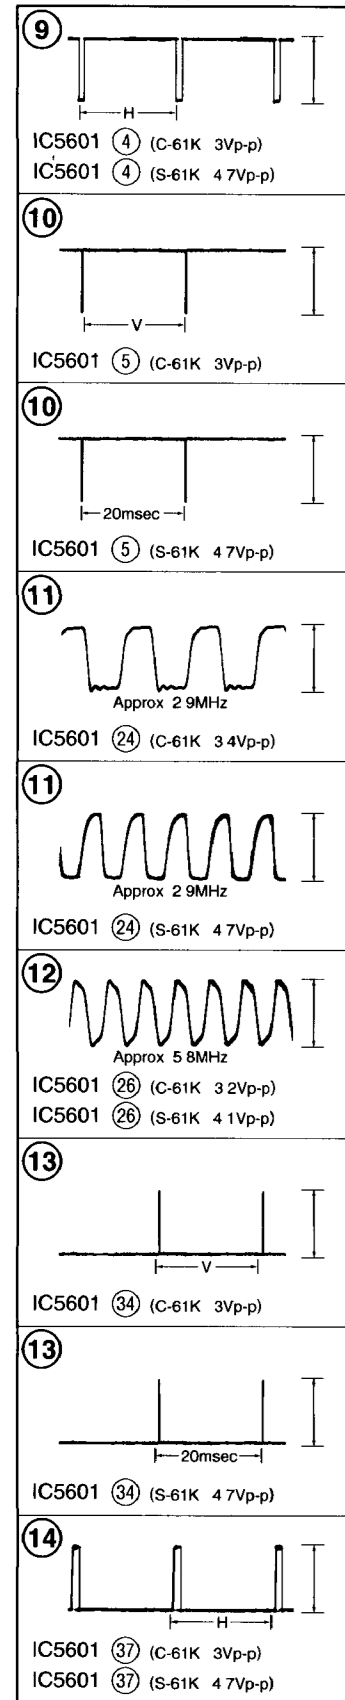 9
H
IC5601 4 (C-61K 3Vp-p)
IC5601 4 (S-61K 4 7Vp-p)
10
V
IC5601 5 (C-61K 3Vp-p)
10
20msec
IC5601 5 (S-61K 4 7Vp-p)
11
Approx 2 9MHz
IC5601 24 (C-61K 3 4Vp-p)
11
Approx 2 9MHz
IC5601 24 (S-61K 4 7Vp-p)
12
Approx 5 8MHz
IC5601 26 (C-61K 3 2Vp-p)
IC5601 26 (S-61K 4 1Vp-p)
13
V
IC5601 34 (C-61K 3Vp-p)
13
20msec
IC5601 34 (S-61K 4 7Vp-p)
14
H
IC5601 37 (C-61K 3Vp-p)
IC5601 37 (S-61K 4 7Vp-p)